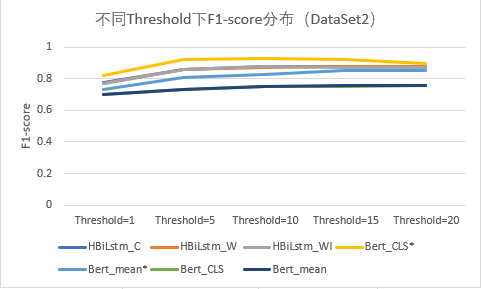 不同Threshold下F1-score分布（DataSet2）
1
0.8
0.6
0.4
0.2
0
F1-score
Threshold=1 Threshold=5 Threshold=10 Threshold=15 Threshold=20
HBiLstm_C HBiLstm_W HBiLstm_WI Bert_CLS*
Bert_mean* Bert_CLS Bert_mean